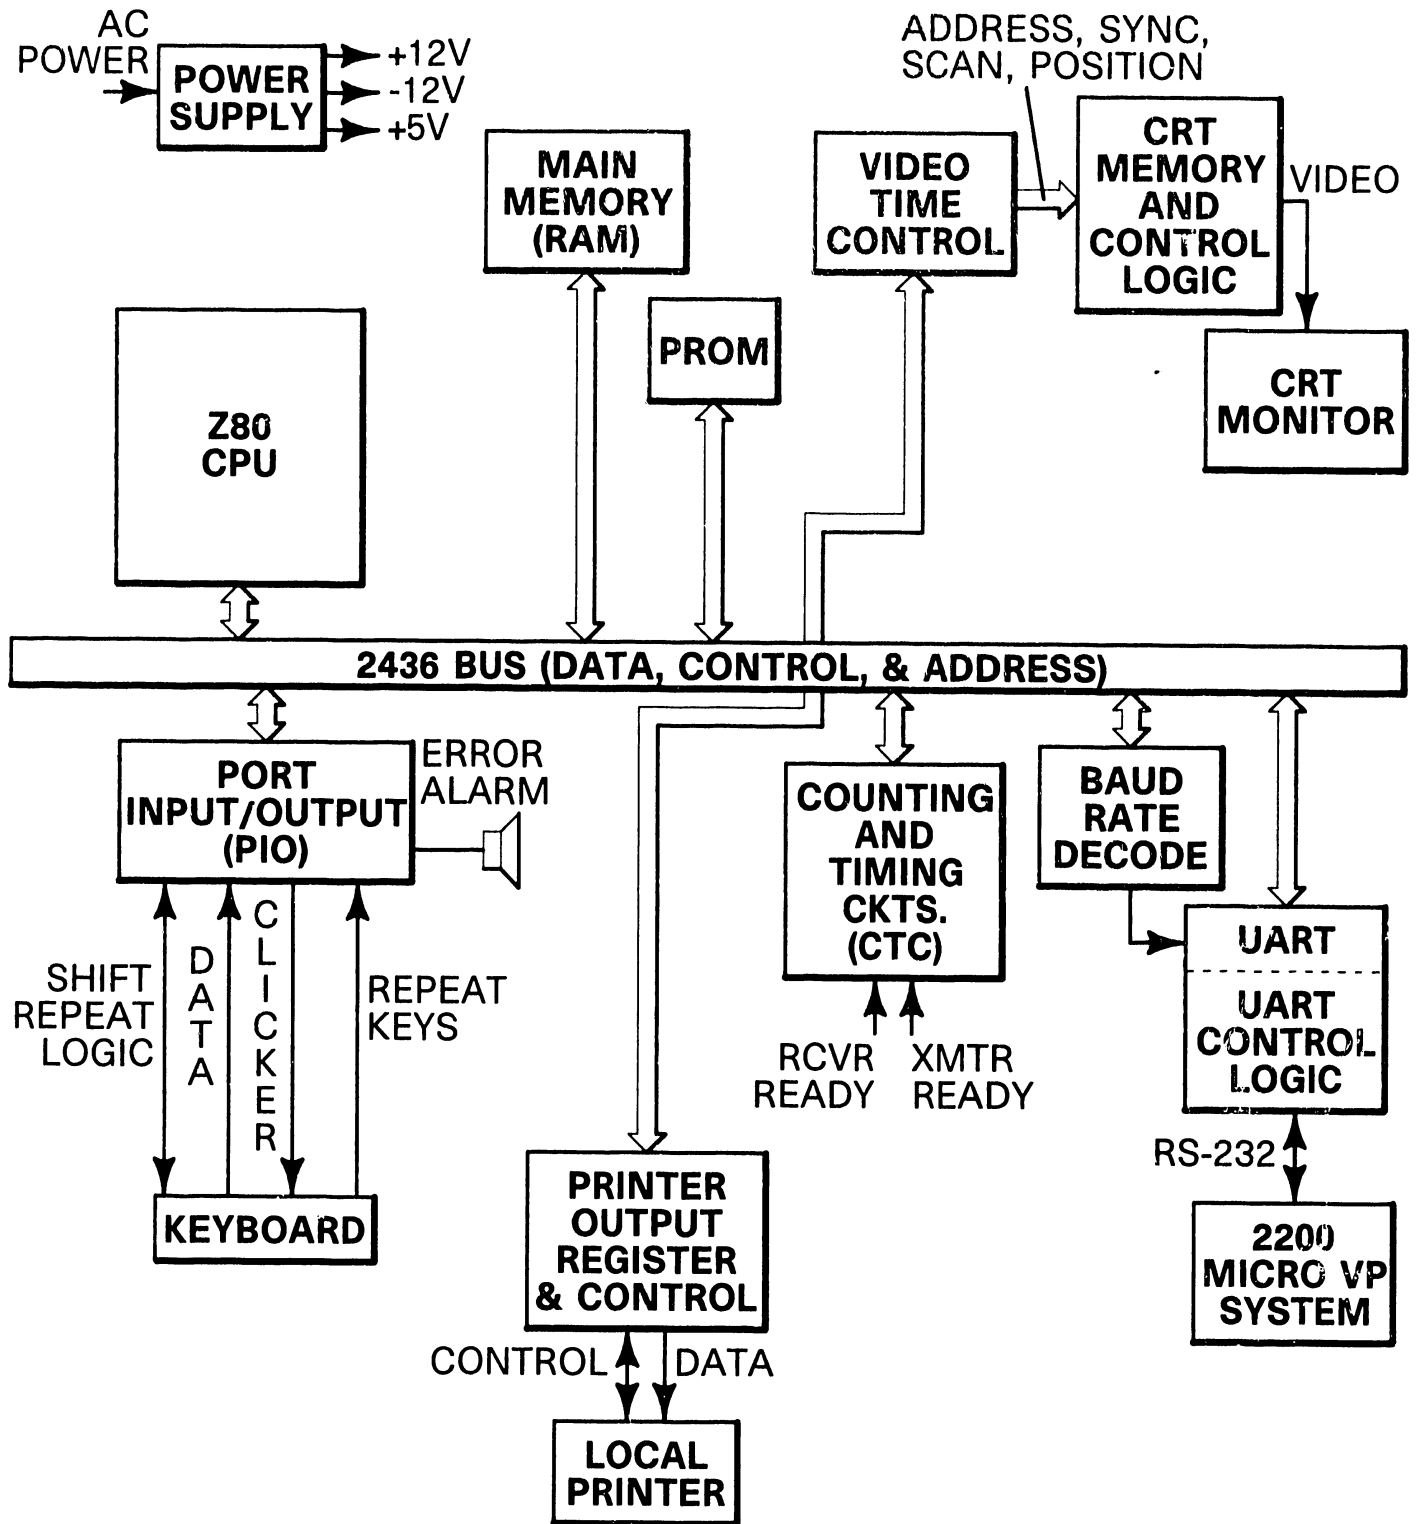 AC
POWER
POWER
SUPPLY
+12V
-12V
+5V
ADDRESS, SYNC,
SCAN, POSITION
MAIN
MEMORY
(RAM)
VIDEO
TIME
CONTROL
CRT
MEMORY
AND
CONTROL
LOGIC
VIDEO
PROM
CRT
MONITOR
Z80
CPU
2436 BUS (DATA, CONTROL, & ADDRESS)
PORT
INPUT/OUTPUT
(PIO)
ERROR
ALARM
COUNTING
AND
TIMING
CKTS.
(CTC)
BAUD
RATE
DECODE
UART
UART
CONTROL
LOGIC
SHIFT
REPEAT
LOGIC
DATA
CLICKER
REPEAT
KEYS
RCVR
READY
XMTR
READY
RS-232
KEYBOARD
PRINTER
OUTPUT
REGISTER
& CONTROL
2200
MICRO VP
SYSTEM
CONTROL
DATA
LOCAL
PRINTER